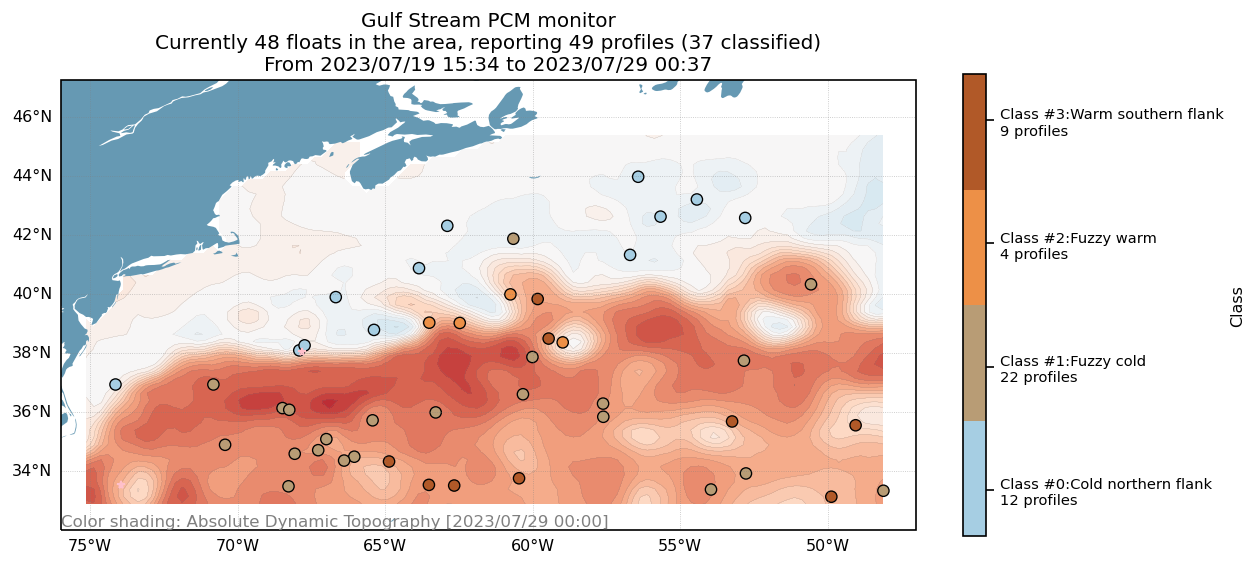 Gulf Stream PCM monitor
Currently 48 floats in the area, reporting 49 profiles (37 classified)
From 2023/07/19 15:34 to 2023/07/29 00:37
46°N
44°N
42°N
40°N
38°N
36°N
34°N
Color shading: Absolute Dynamic Topography [2023/07/29 00:00]
75°W
70°W
65°W
60°W
55°W
50°W
Class #3:Warm southern flank
9 profiles
Class #2:Fuzzy warm
4 profiles
Class #1:Fuzzy cold
22 profiles
Class #0:Cold northern flank
12 profiles
Class